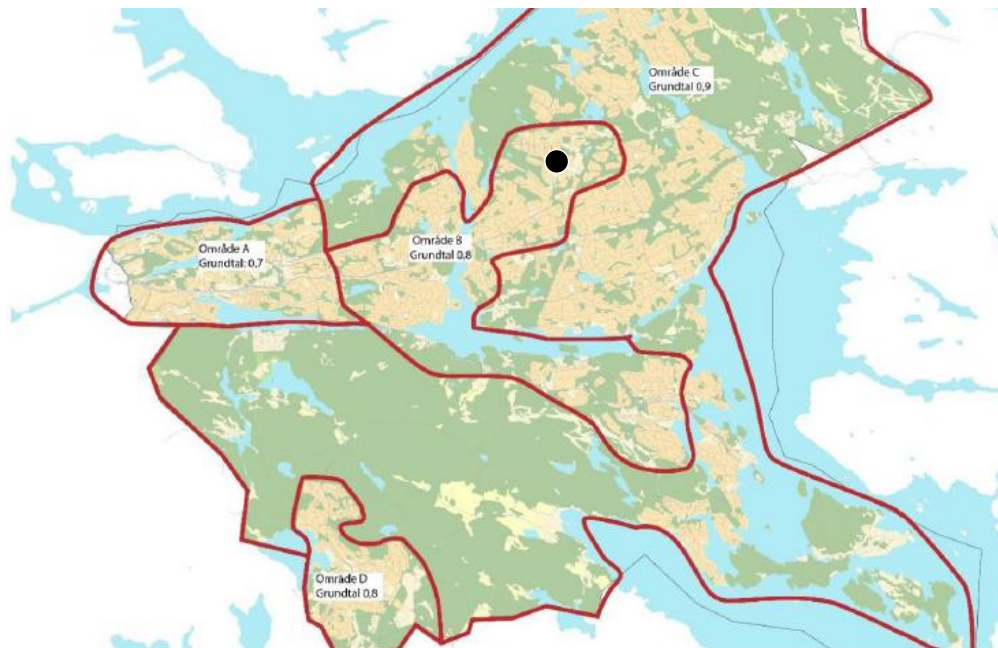 Område C
Grundtal 0,9
Område A
Grundtal: 0,7
Område B
Grundtal 0,8
Område D
Grundtal 0,8